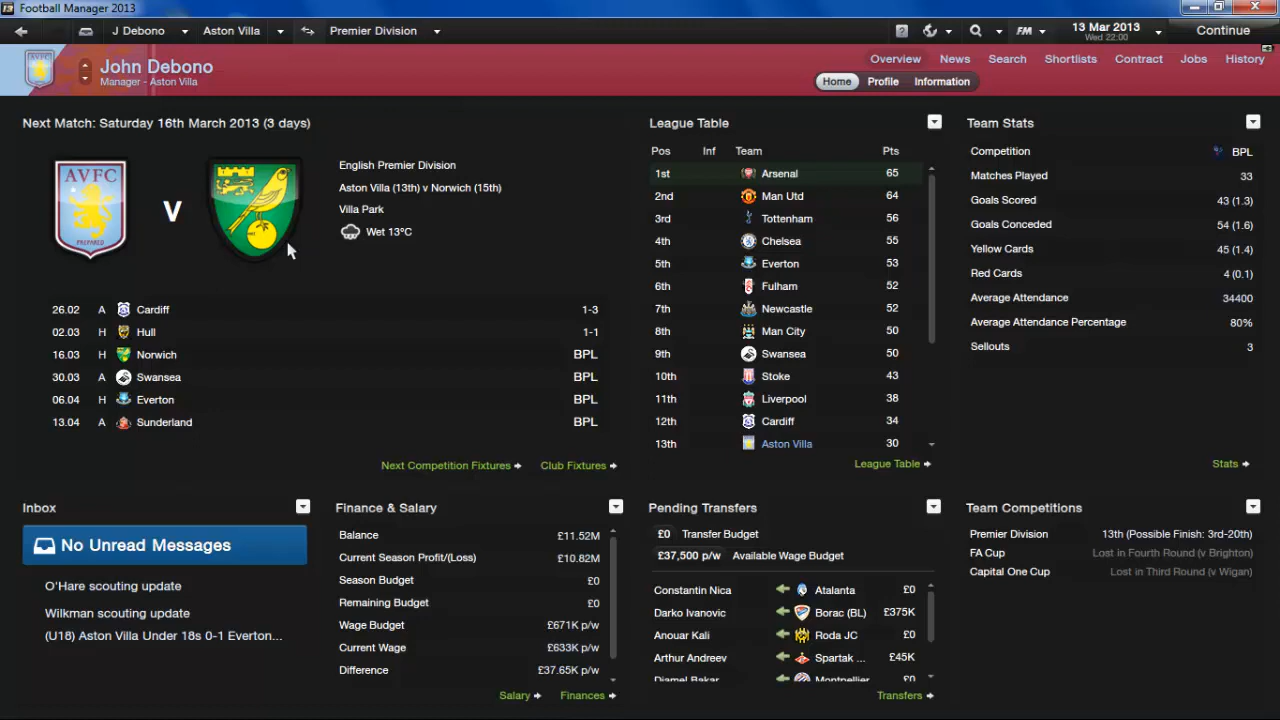 Football Manager 2013
J Debono Aston Villa Premier Division ? FM 13 Mar 2013 Wed 22:00 Continue
John Debono
Manager - Aston Villa
Overview News Search Shortlists Contract Jobs History
Home Profile Information
Next Match: Saturday 16th March 2013 (3 days)
AVFC
PREPARED
V
English Premier Division
Aston Villa (13th) v Norwich (15th)
Villa Park
Wet 13ºC
26.02 A Cardiff 1-3
02.03 H Hull 1-1
16.03 H Norwich BPL
30.03 A Swansea BPL
06.04 H Everton BPL
13.04 A Sunderland BPL
Next Competition Fixtures Club Fixtures
League Table
Pos Inf Team Pts
1st Arsenal 65
2nd Man Utd 64
3rd Tottenham 56
4th Chelsea 55
5th Everton 53
6th Fulham 52
7th Newcastle 52
8th Man City 50
9th Swansea 50
10th Stoke 43
11th Liverpool 38
12th Cardiff 34
13th Aston Villa 30
League Table
Team Stats
Competition BPL
Matches Played 33
Goals Scored 43 (1.3)
Goals Conceded 54 (1.6)
Yellow Cards 45 (1.4)
Red Cards 4 (0.1)
Average Attendance 34400
Average Attendance Percentage 80%
Sellouts 3
Stats
Inbox
No Unread Messages
O'Hare scouting update
Wilkman scouting update
(U18) Aston Villa Under 18s 0-1 Everton...
Finance & Salary
Balance £11.52M
Current Season Profit/(Loss) £10.82M
Season Budget £0
Remaining Budget £0
Wage Budget £671K p/w
Current Wage £633K p/w
Difference £37.65K p/w
Salary Finances
Pending Transfers
£0 Transfer Budget
£37,500 p/w Available Wage Budget
Constantin Nica Atalanta £0
Darko Ivanovic Borac (BL) £375K
Anouar Kali Roda JC £0
Arthur Andreev Spartak ... £45K
Djamel Bakar Montpellier £0
Transfers
Team Competitions
Premier Division 13th (Possible Finish: 3rd-20th)
FA Cup Lost in Fourth Round (v Brighton)
Capital One Cup Lost in Third Round (v Wigan)